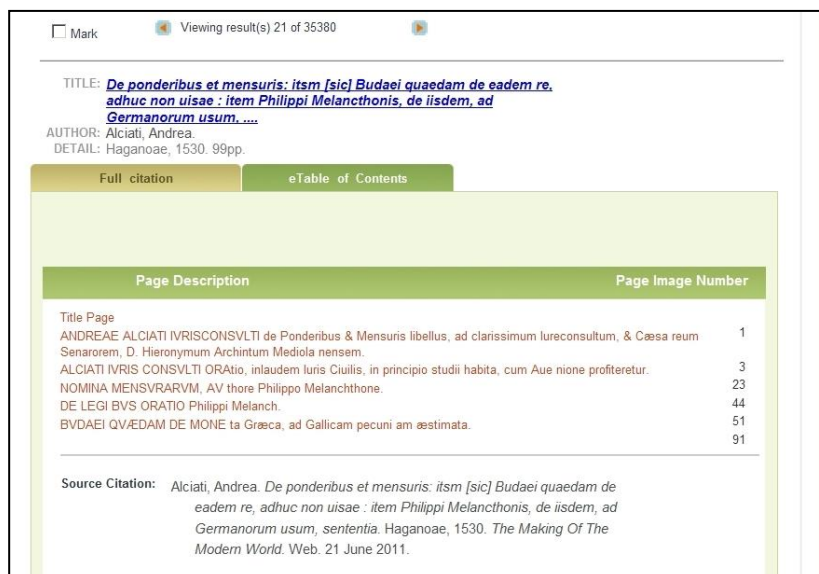 Mark
Viewing result(s) 21 of 35380
TITLE: De ponderibus et mensuris: itsm [sic] Budaei quaedam de eadem re,
adhuc non uisae : item Philippi Melancthonis, de iisdem, ad
Germanorum usum, ....
AUTHOR: Alciati, Andrea.
DETAIL: Haganoae, 1530. 99pp.
Full citation eTable of Contents
Page Description Page Image Number
Title Page
ANDREAE ALCIATI IVRISCONSVLTI de Ponderibus & Mensuris libellus, ad clarissimum Iureconsultum, & Cæsa reum 1
Senarorem, D. Hieronymum Archintum Mediola nensem.
ALCIATI IVRIS CONSVLTI ORAtio, inlaudem Iuris Ciuilis, in principio studii habita, cum Aue nione profiteretur. 3
NOMINA MENSVRARVM, AV thore Philippo Melanchthone. 23
DE LEGI BVS ORATIO Philippi Melanch. 44
BVDAEI QVÆDAM DE MONE ta Græca, ad Gallicam pecuni am æstimata. 51
91
Source Citation: Alciati, Andrea. De ponderibus et mensuris: itsm [sic] Budaei quaedam de
eadem re, adhuc non uisae : item Philippi Melancthonis, de iisdem, ad
Germanorum usum, sententia. Haganoae, 1530. The Making Of The
Modern World. Web. 21 June 2011.